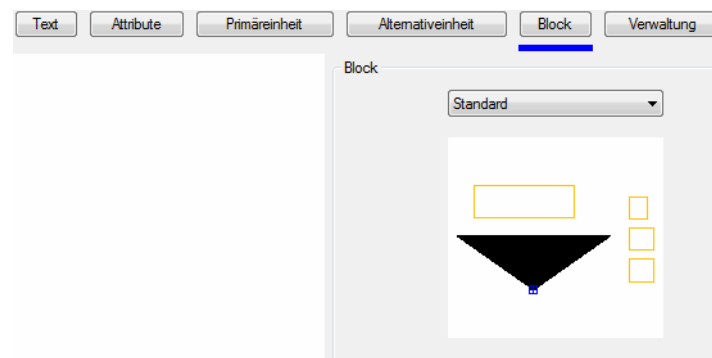 Text Attribute Primäreinheit Alternativeinheit Block Verwaltung
Block
Standard